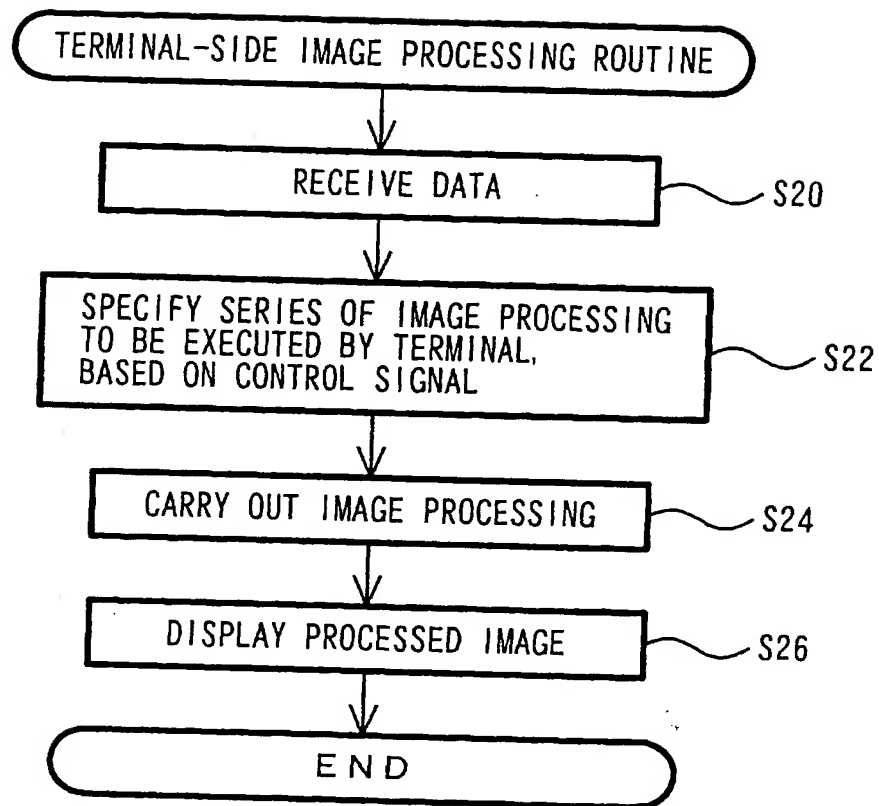 TERMINAL-SIDE IMAGE PROCESSING ROUTINE
RECEIVE DATA
S20
SPECIFY SERIES OF IMAGE PROCESSING
TO BE EXECUTED BY TERMINAL,
BASED ON CONTROL SIGNAL
S22
CARRY OUT IMAGE PROCESSING
S24
DISPLAY PROCESSED IMAGE
S26
END